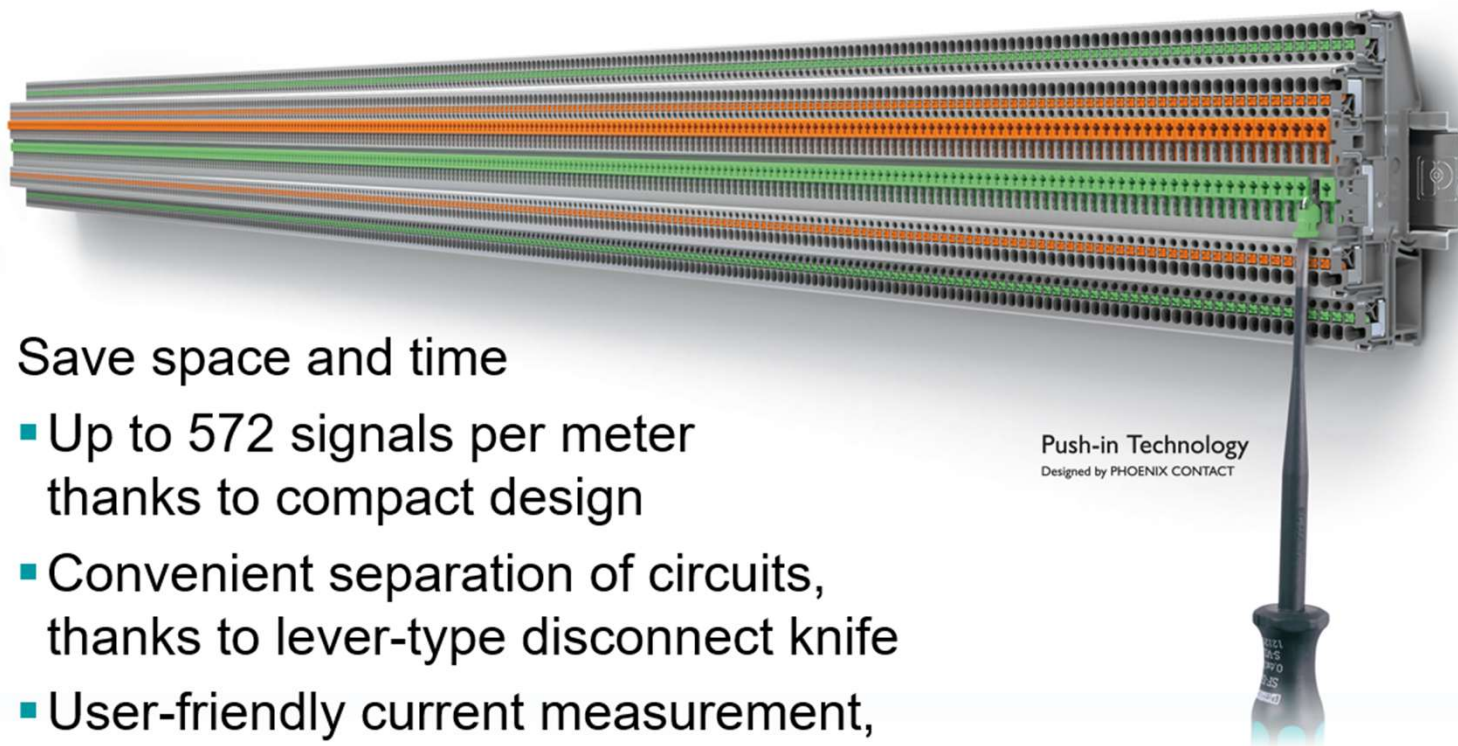 Save space and time
▪ Up to 572 signals per meter
thanks to compact design
▪ Convenient separation of circuits,
thanks to lever-type disconnect knife
▪ User-friendly current measurement,
Push-in Technology
Designed by PHOENIX CONTACT